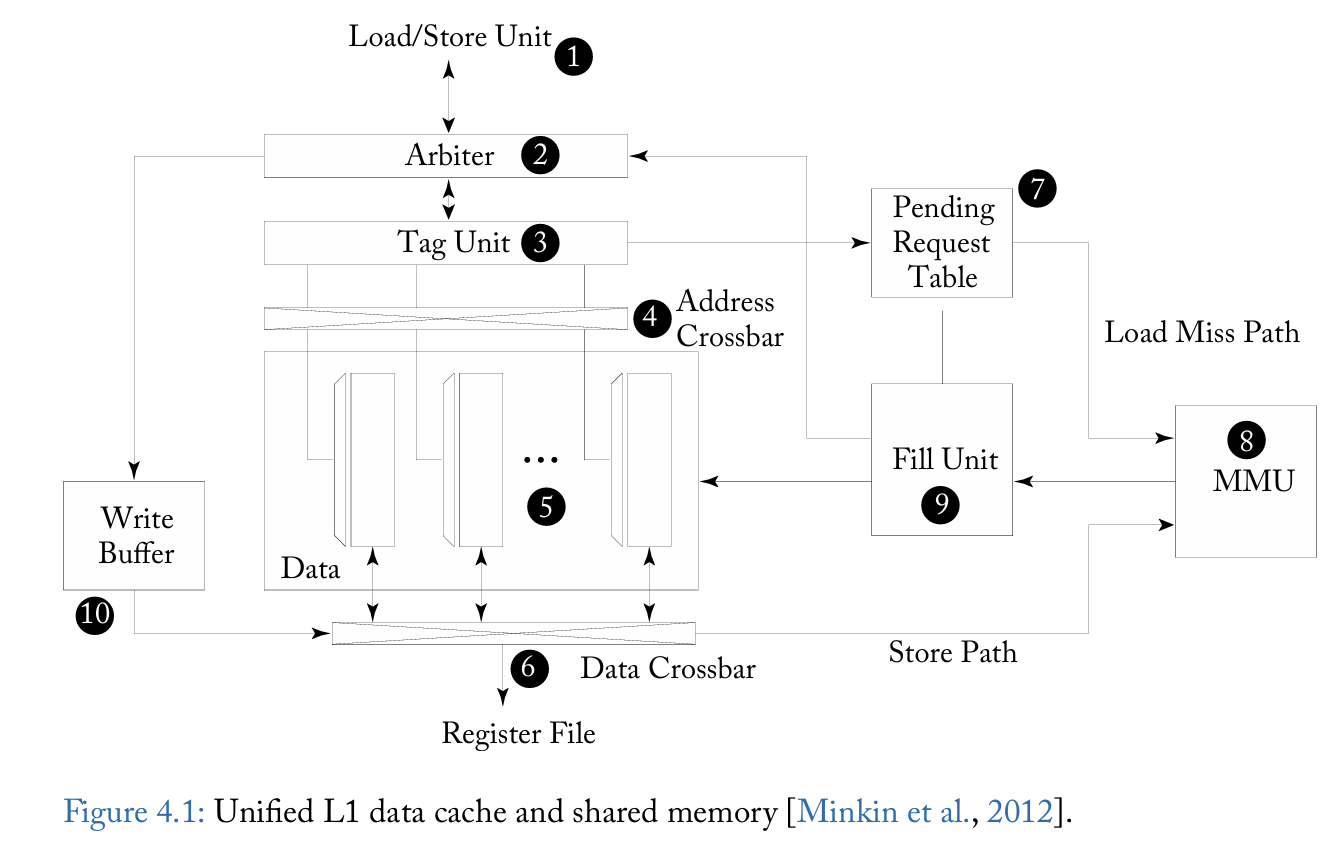 Load/Store Unit
1
Arbiter 2
Tag Unit 3
4 Address
Crossbar
Pending
Request
Table
7
Load Miss Path
8
MMU
Fill Unit
9
...
5
Data
Write
Buffer
10
6 Data Crossbar
Store Path
Register File
Figure 4.1: Unified L1 data cache and shared memory [Minkin et al., 2012].